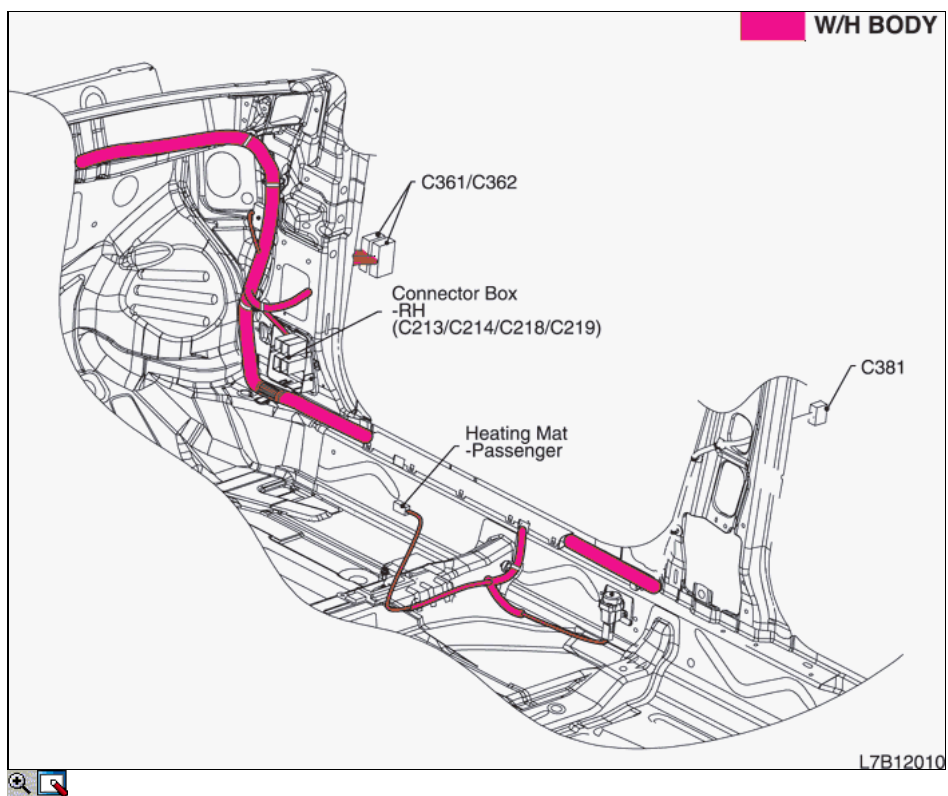 W/H BODY
C361/C362
Connector Box
-RH
(C213/C214/C218/C219)
C381
Heating Mat
-Passenger
L7B12010